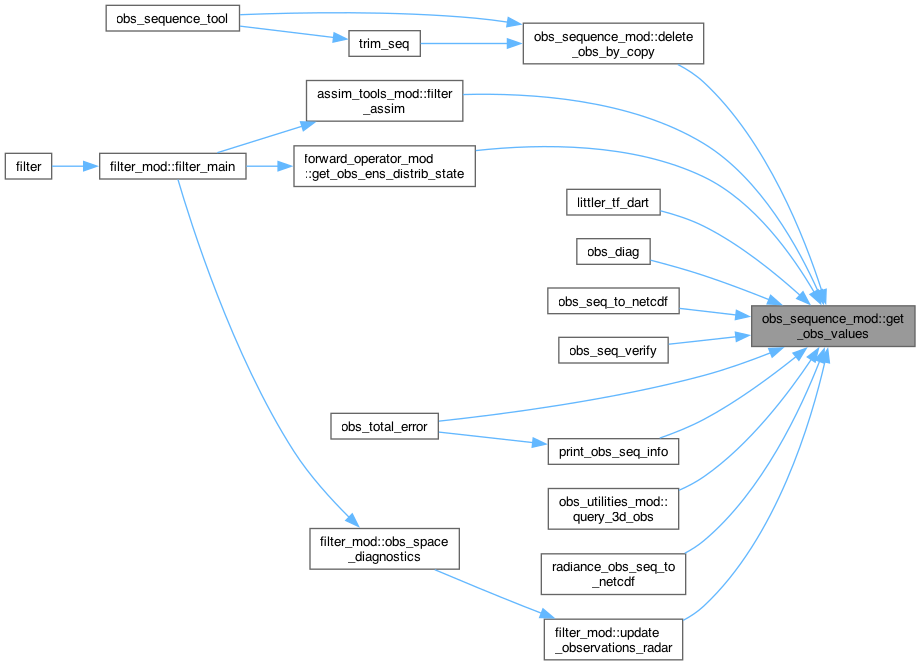 obs_sequence_tool
trim_seq
obs_sequence_mod::delete
_obs_by_copy
assim_tools_mod::filter
_assim
filter
filter_mod::filter_main
forward_operator_mod
::get_obs_ens_distrib_state
littler_tf_dart
obs_diag
obs_seq_to_netcdf
obs_sequence_mod::get
_obs_values
obs_seq_verify
obs_total_error
print_obs_seq_info
obs_utilities_mod::
query_3d_obs
filter_mod::obs_space
_diagnostics
radiance_obs_seq_to
_netcdf
filter_mod::update
_observations_radar